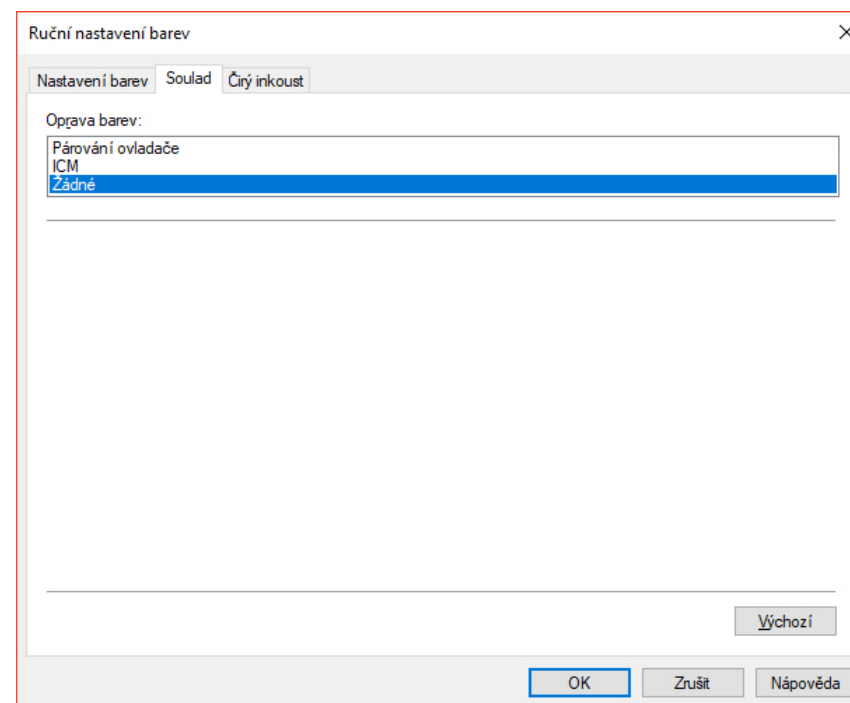 Ruční nastavení barev
Nastavení barev Soulad Čirý inkoust
Oprava barev:
Párování ovladače
ICM
Žádné
Výchozí
OK Zrušit Nápověda